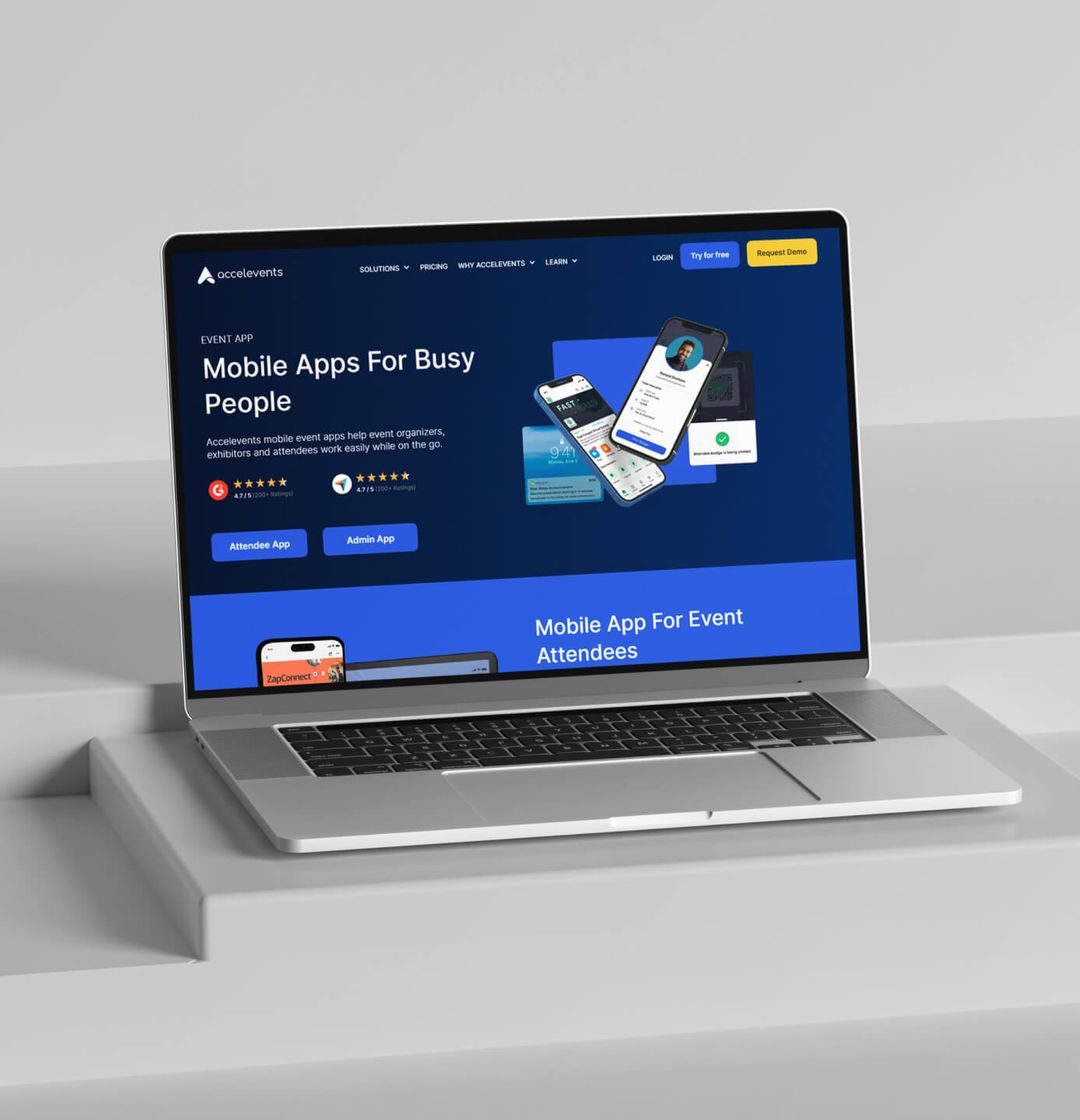 accelevents
SOLUTIONS
PRICING
WHY ACCELEVENTS
LEARN
LOGIN
Try for free
Request Demo
EVENT APP
Mobile Apps For Busy
People
Accelevents mobile event apps help event organizers,
exhibitors and attendees work easily while on the go.
4.7 / 5 (200+ Ratings)
4.7 / 5 (200+ Ratings)
Attendee App
Admin App
FAST
9:41
Attendee badge is being printed
Mobile App For Event
Attendees
ZapConnect